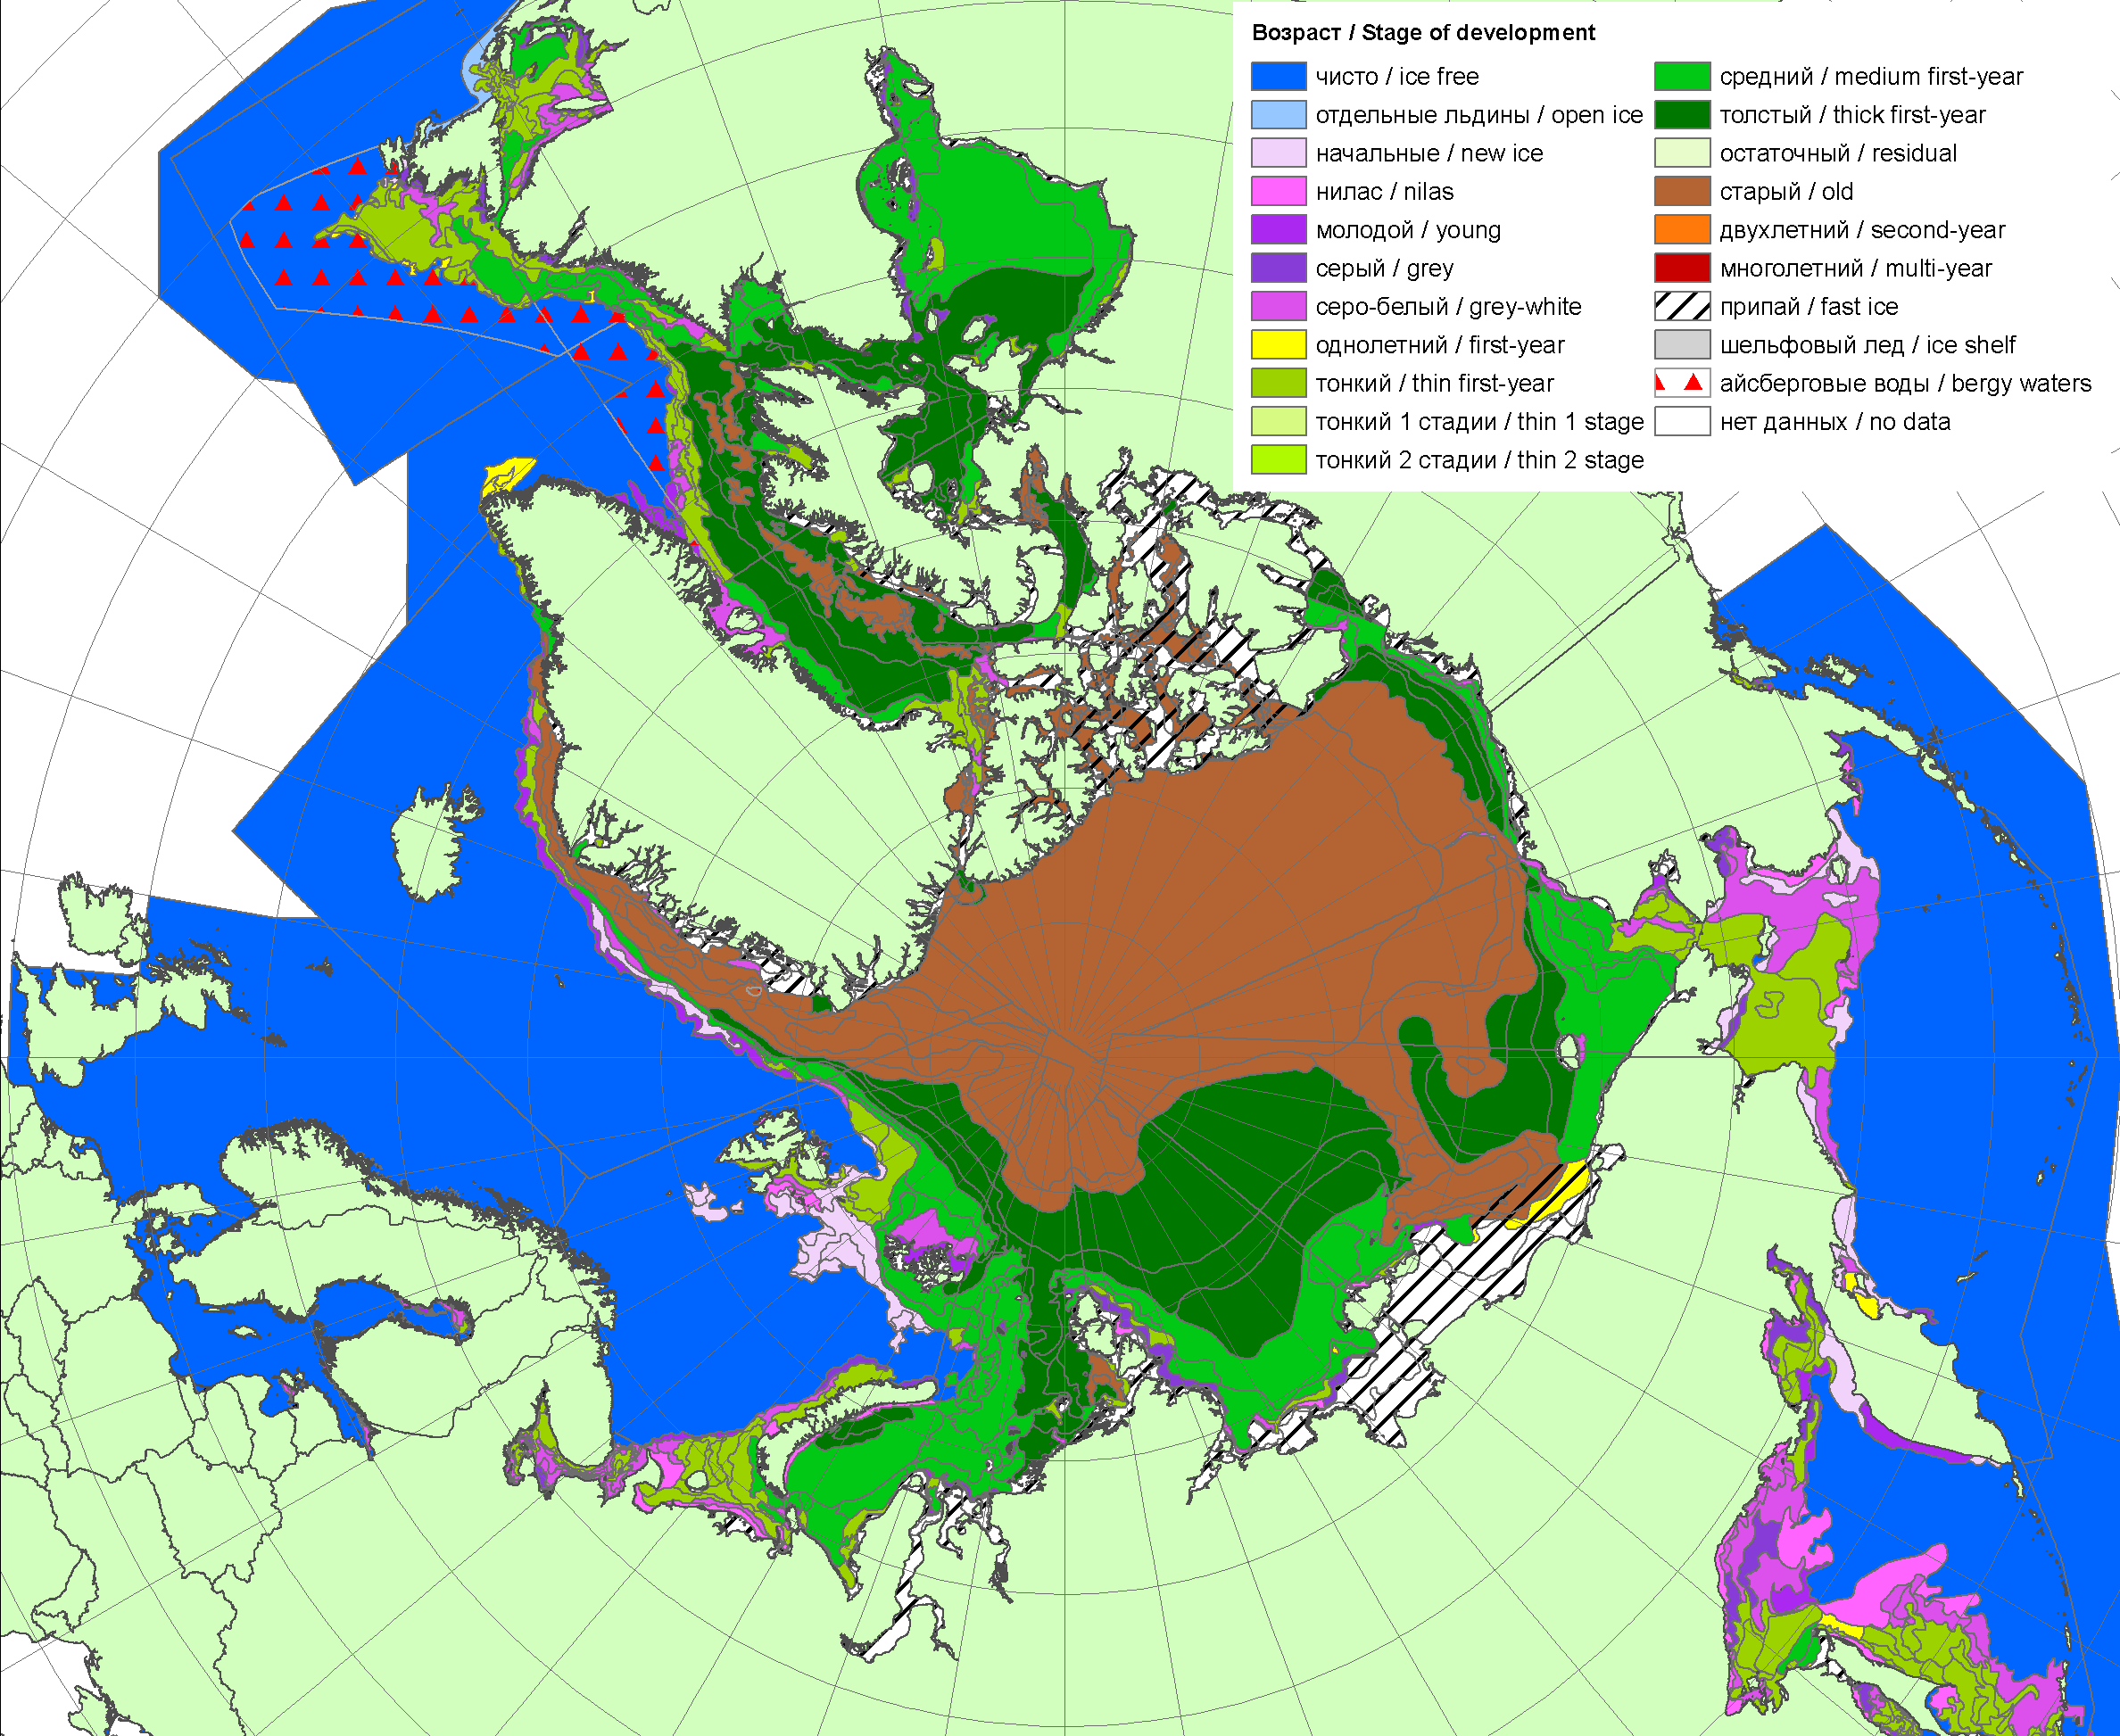 Возраст / Stage of development
чисто / ice free
отдельные льдины / open ice
начальные / new ice
нилас / nilas
молодой / young
серый / grey
серо-белый / grey-white
однолетний / first-year
тонкий / thin first-year
тонкий 1 стадии / thin 1 stage
тонкий 2 стадии / thin 2 stage
средний / medium first-year
толстый / thick first-year
остаточный / residual
старый / old
двухлетний / second-year
многолетний / multi-year
припай / fast ice
шельфовый лед / ice shelf
айсберговые воды / bergy waters
нет данных / no data